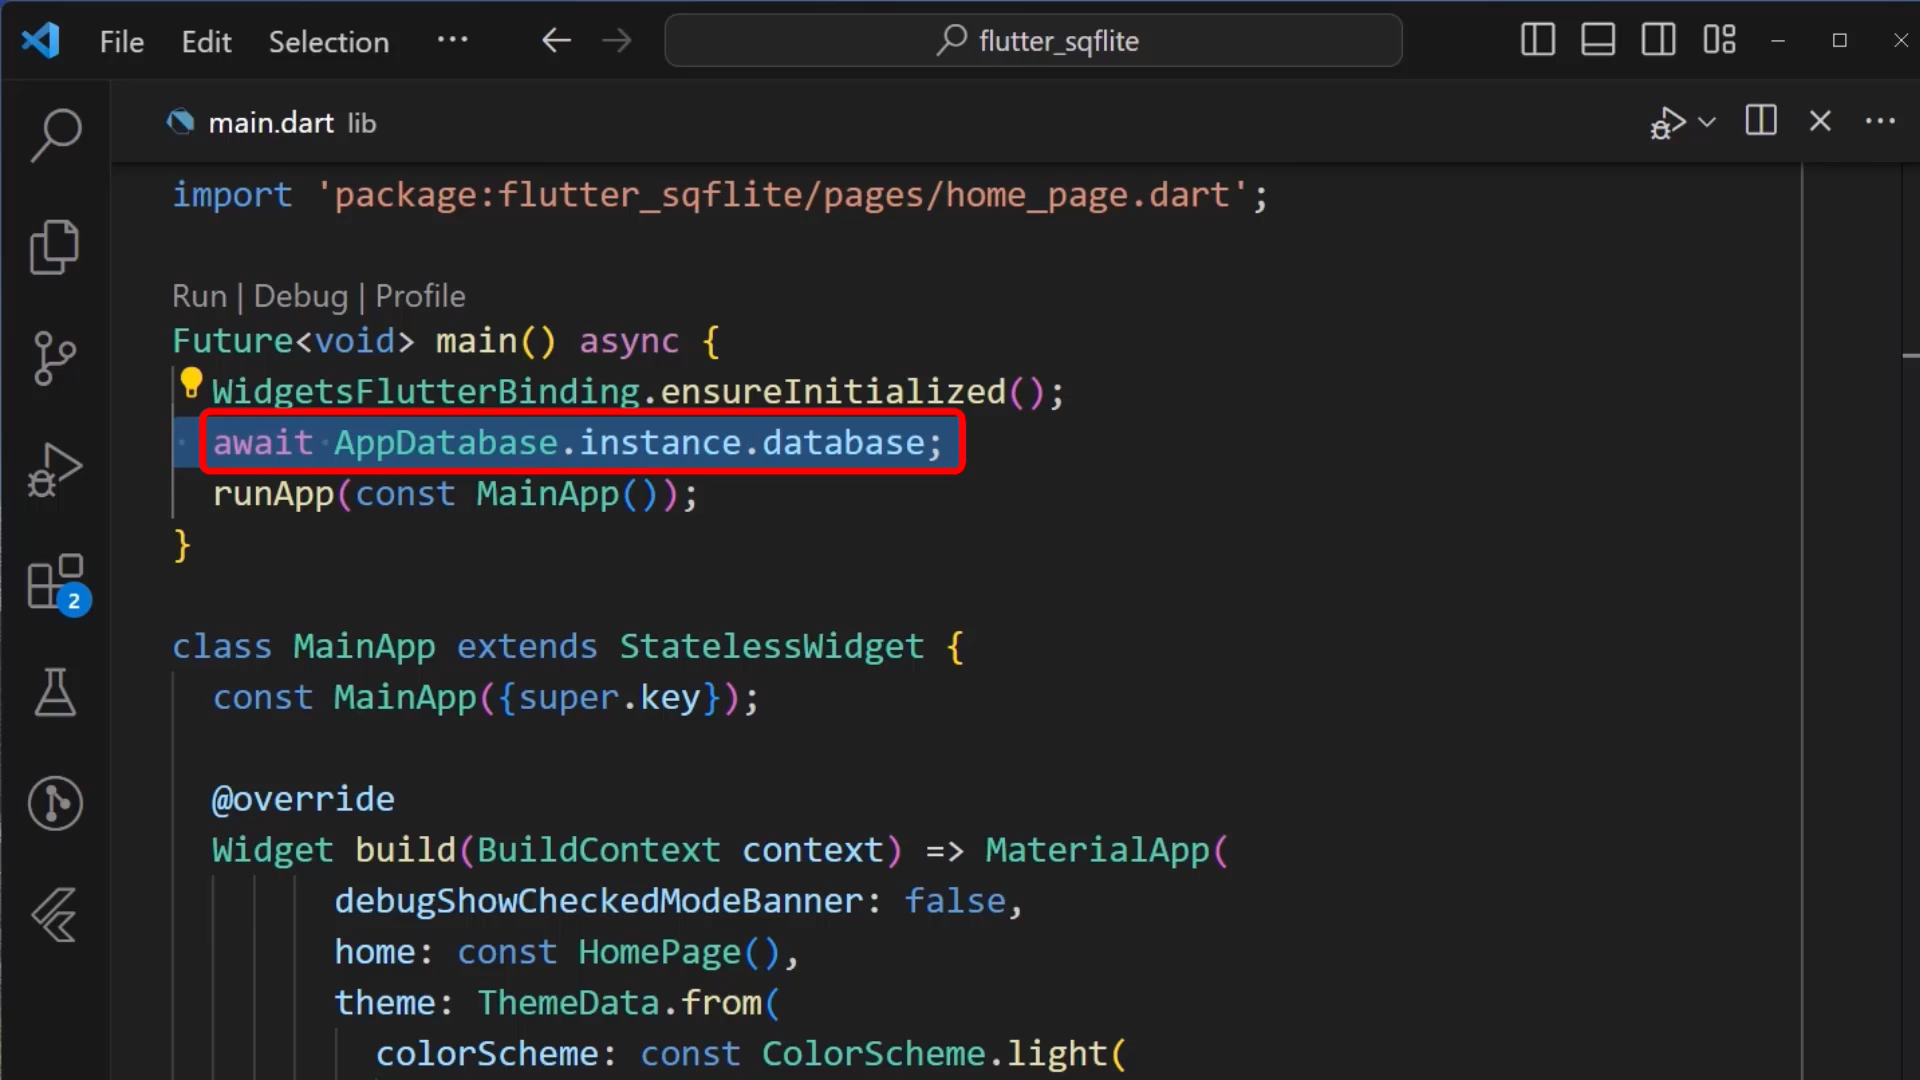 File Edit Selection ··· flutter_sqflite
main.dart lib
import 'package:flutter_sqflite/pages/home_page.dart';
Run | Debug | Profile
Future<void> main() async {
WidgetsFlutterBinding.ensureInitialized();
await AppDatabase.instance.database;
runApp(const MainApp());
}
2
class MainApp extends StatelessWidget {
const MainApp({super.key});
@override
Widget build(BuildContext context) => MaterialApp(
debugShowCheckedModeBanner: false,
home: const HomePage(),
theme: ThemeData.from(
colorScheme: const ColorScheme.light(